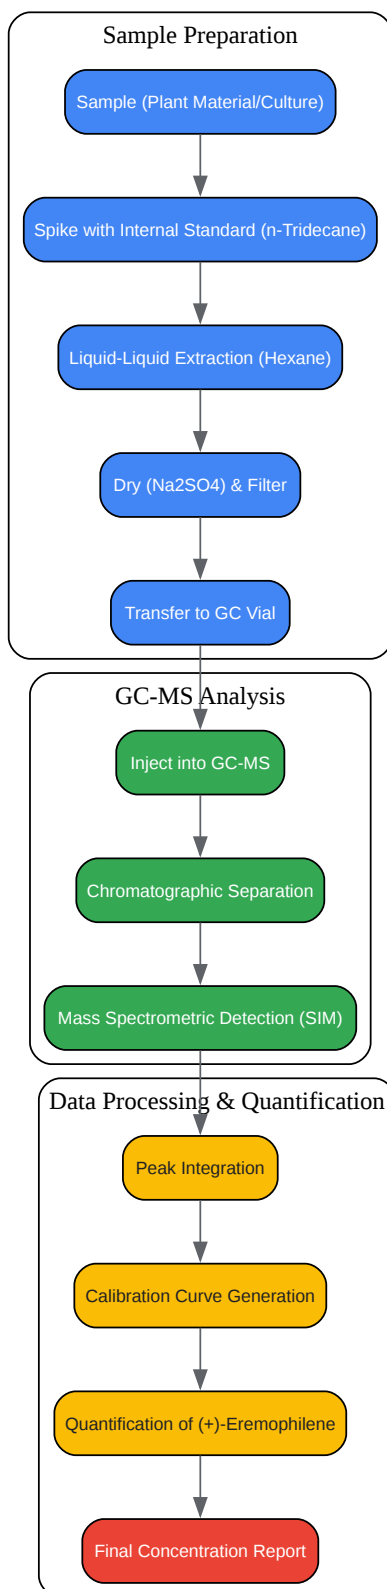 Sample Preparation
Sample (Plant Material/Culture)
Spike with Internal Standard (n-Tridecane)
Liquid-Liquid Extraction (Hexane)
Dry (Na2SO4) & Filter
Transfer to GC Vial
GC-MS Analysis
Inject into GC-MS
Chromatographic Separation
Mass Spectrometric Detection (SIM)
Data Processing & Quantification
Peak Integration
Calibration Curve Generation
Quantification of (+)-Eremophilene
Final Concentration Report